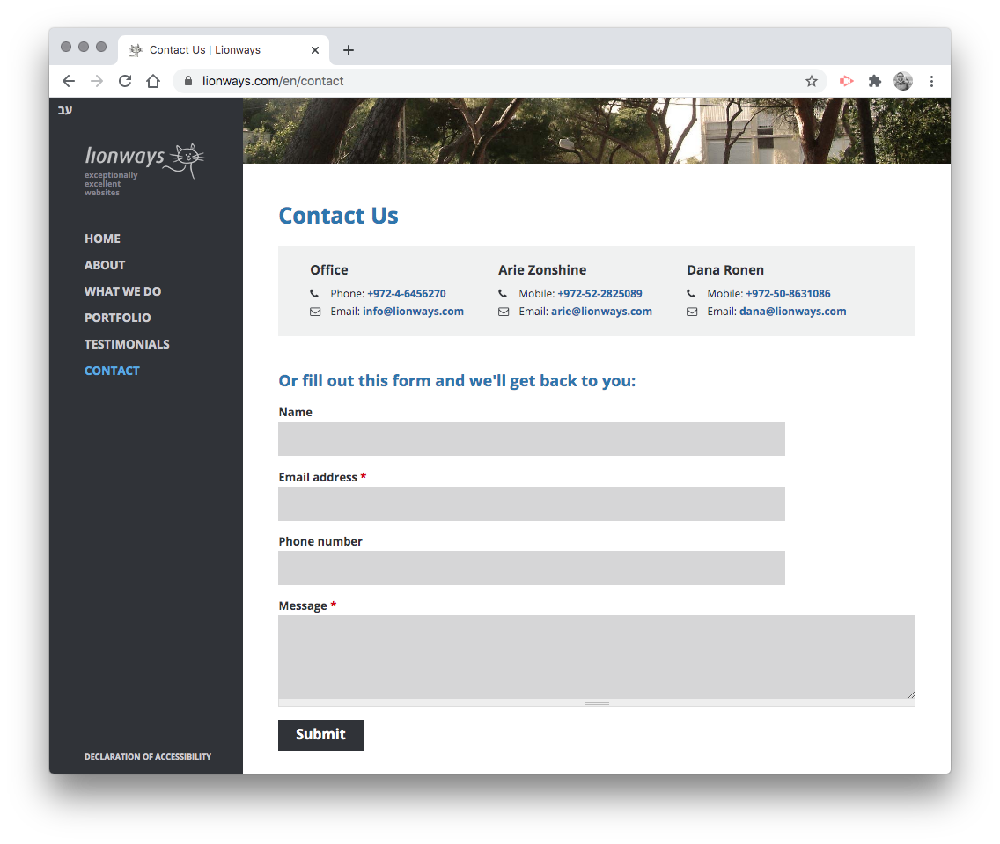 Contact Us | Lionways
lionways.com/en/contact
עב
lionways
exceptionally
excellent
websites
HOME
ABOUT
WHAT WE DO
PORTFOLIO
TESTIMONIALS
CONTACT
DECLARATION OF ACCESSIBILITY
Contact Us
Office
Phone: +972-4-6456270
Email: info@lionways.com
Arie Zonshine
Mobile: +972-52-2825089
Email: arie@lionways.com
Dana Ronen
Mobile: +972-50-8631086
Email: dana@lionways.com
Or fill out this form and we'll get back to you:
Name
Email address *
Phone number
Message *
Submit